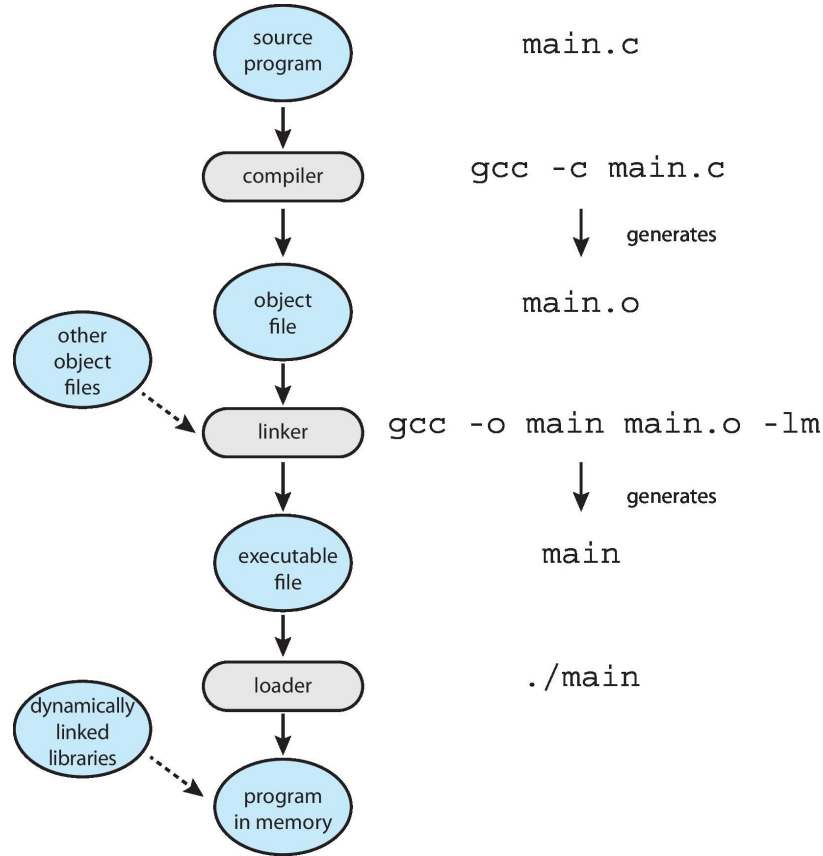 source
program
main.c
compiler
gcc -c main.c
generates
object
file
main.o
other
object
files
linker
gcc -o main main.o -lm
generates
executable
file
main
loader
./main
dynamically
linked
libraries
program
in memory